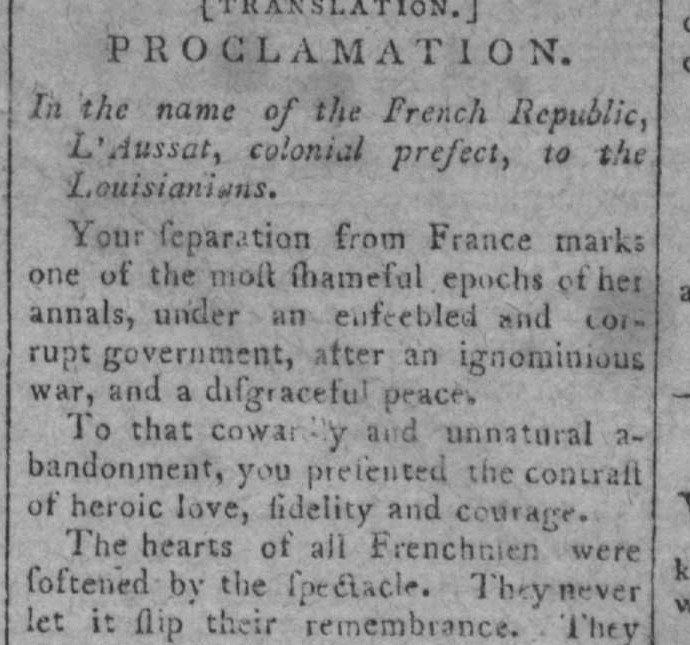 [TRANSLATION.]
PROCLAMATION.
In the name of the French Republic,
L'Aussat, colonial prefect, to the
Louisianians.
Your ſeparation from France marks
one of the moſt ſhameful epochs of her
annals, under an enfeebled and cor-
rupt government, after an ignominious
war, and a diſgraceful peace.
To that cowardly and unnatural a-
bandonment, you preſented the contraſt
of heroic love, fidelity and courage.
The hearts of all Frenchmen were
ſoftened by the ſpectacle. They never
let it ſlip their remembrance. They